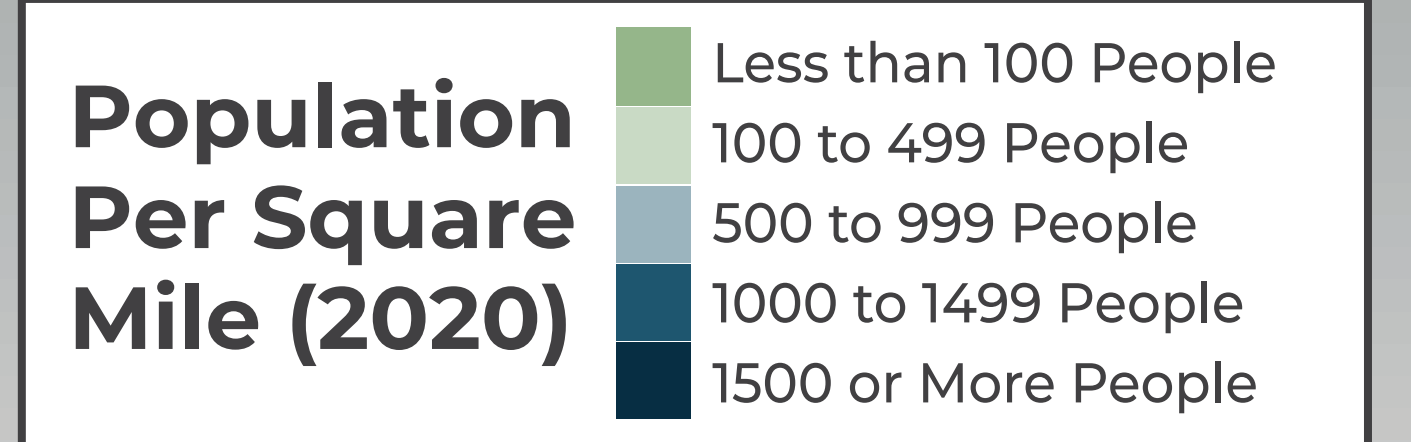 Population
Per Square
Mile (2020)
Less than 100 People
100 to 499 People
500 to 999 People
1000 to 1499 People
1500 or More People